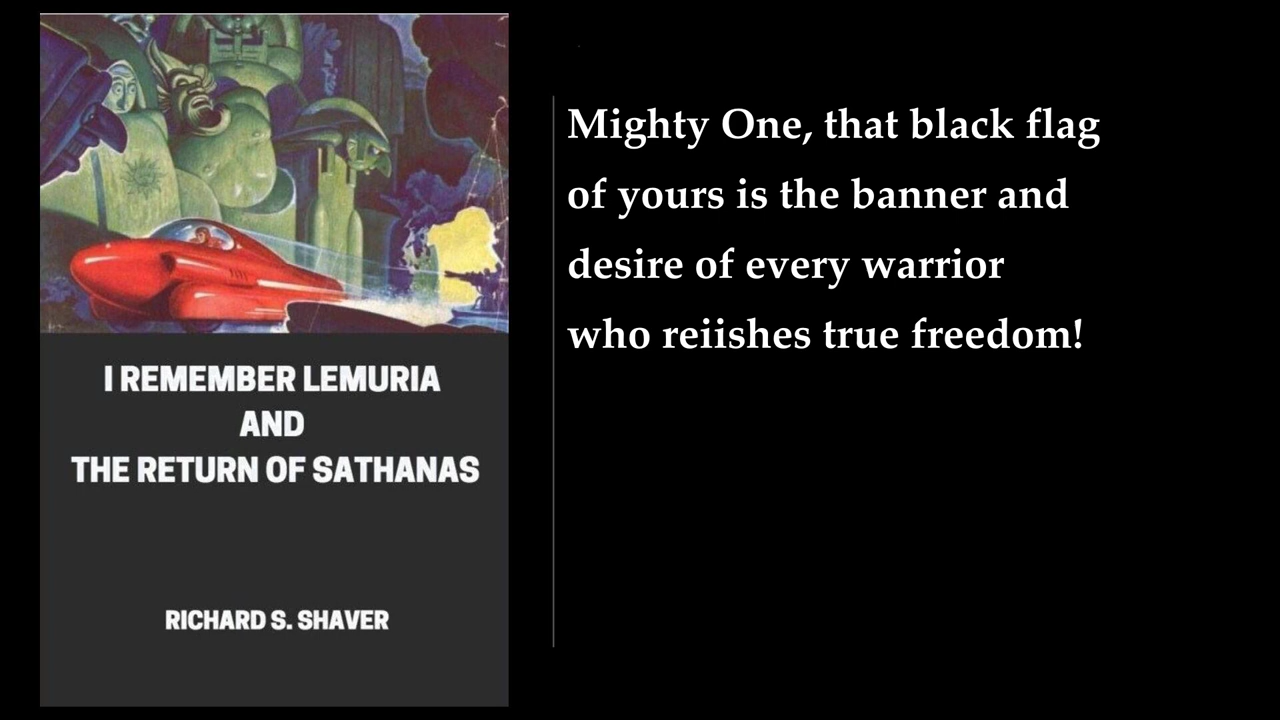 I REMEMBER LEMURIA
AND
THE RETURN OF SATHANAS
RICHARD S. SHAVER
Mighty One, that black flag
of yours is the banner and
desire of every warrior
who reiishes true freedom!